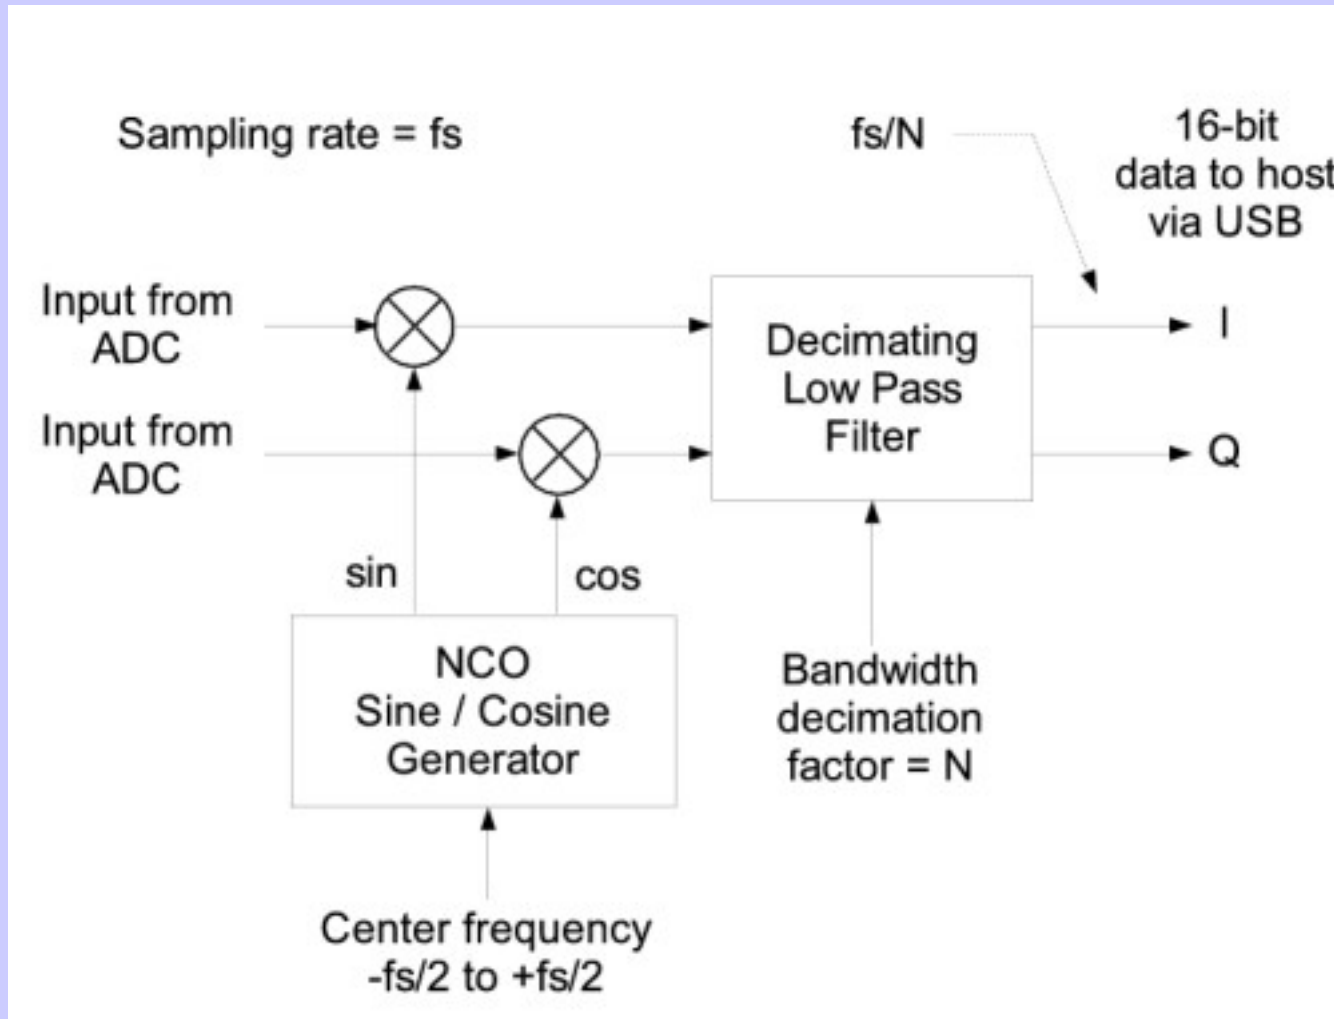 Sampling rate = fs
fs/N
16-bit
data to host
via USB
Input from
ADC
I
Decimating
Low Pass
Filter
Input from
ADC
Q
sin
cos
NCO
Sine / Cosine
Generator
Bandwidth
decimation
factor = N
Center frequency
-fs/2 to +fs/2